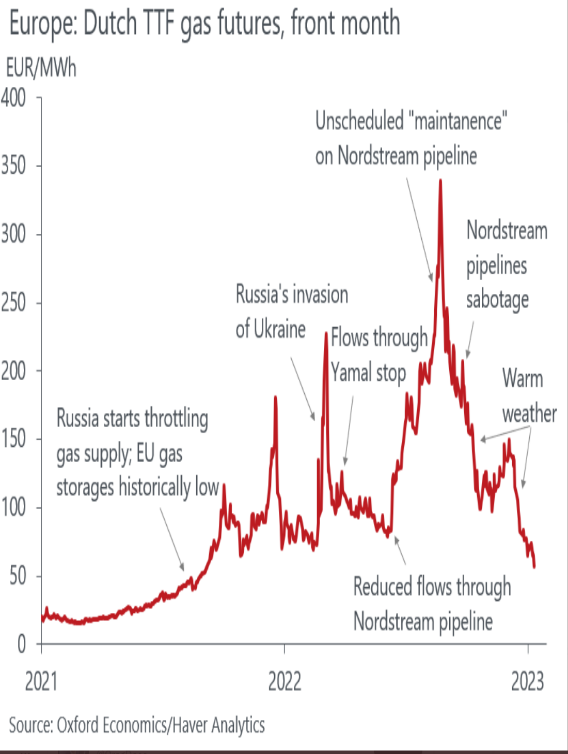 Europe: Dutch TTF gas futures, front month
EUR/MWh
400
350
300
250
200
150
100
50
0
Unscheduled "maintanence"
on Nordstream pipeline
Nordstream
pipelines
sabotage
Russia's invasion
of Ukraine
Flows through
Yamal stop
Warm
weather
Russia starts throttling
gas supply; EU gas
storages historically low
Reduced flows through
Nordstream pipeline
2021
2022
2023
Source: Oxford Economics/Haver Analytics